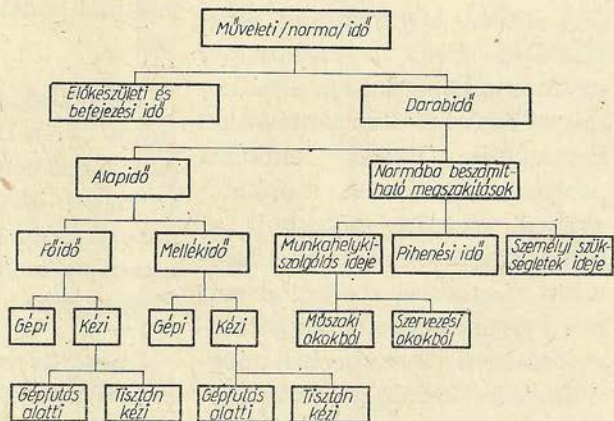 Műveleti /norma/ idő
Előkészületi és
befejezési idő
Darabidő
Alapidő
Normába beszámít-
ható megszakítások
Főidő
Mellékidő
Munkahelyki-
szolgálás ideje
Pihenési idő
Személyi szük-
ségletek ideje
Gépi
Kézi
Gépi
Kézi
Műszaki
okokból
Szervezési
okokból
Gépfutás
alatti
Tisztán
kézi
Gépfutás
alatti
Tisztán
kézi